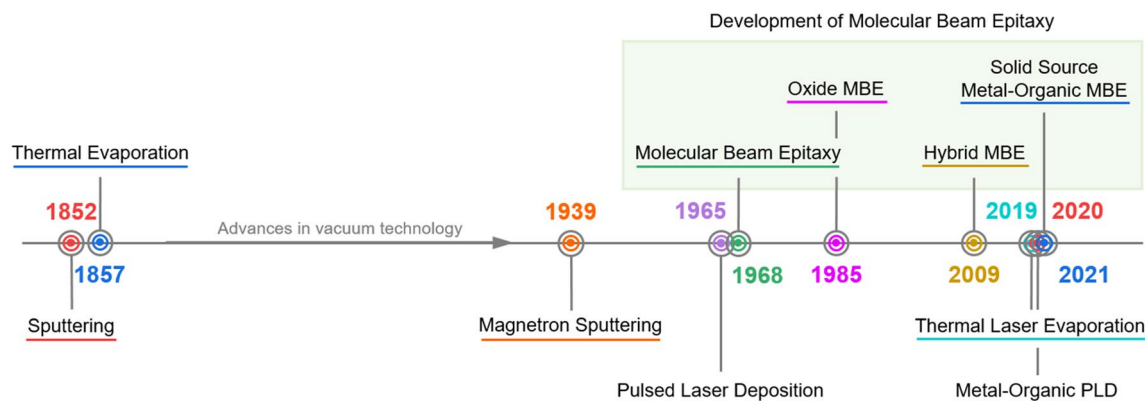 Development of Molecular Beam Epitaxy
Solid Source
Metal-Organic MBE
Oxide MBE
Thermal Evaporation
Molecular Beam Epitaxy
Hybrid MBE
1852
1939
1965
2019
2020
Advances in vacuum technology
1857
1968
1985
2009
2021
Sputtering
Magnetron Sputtering
Thermal Laser Evaporation
Pulsed Laser Deposition
Metal-Organic PLD